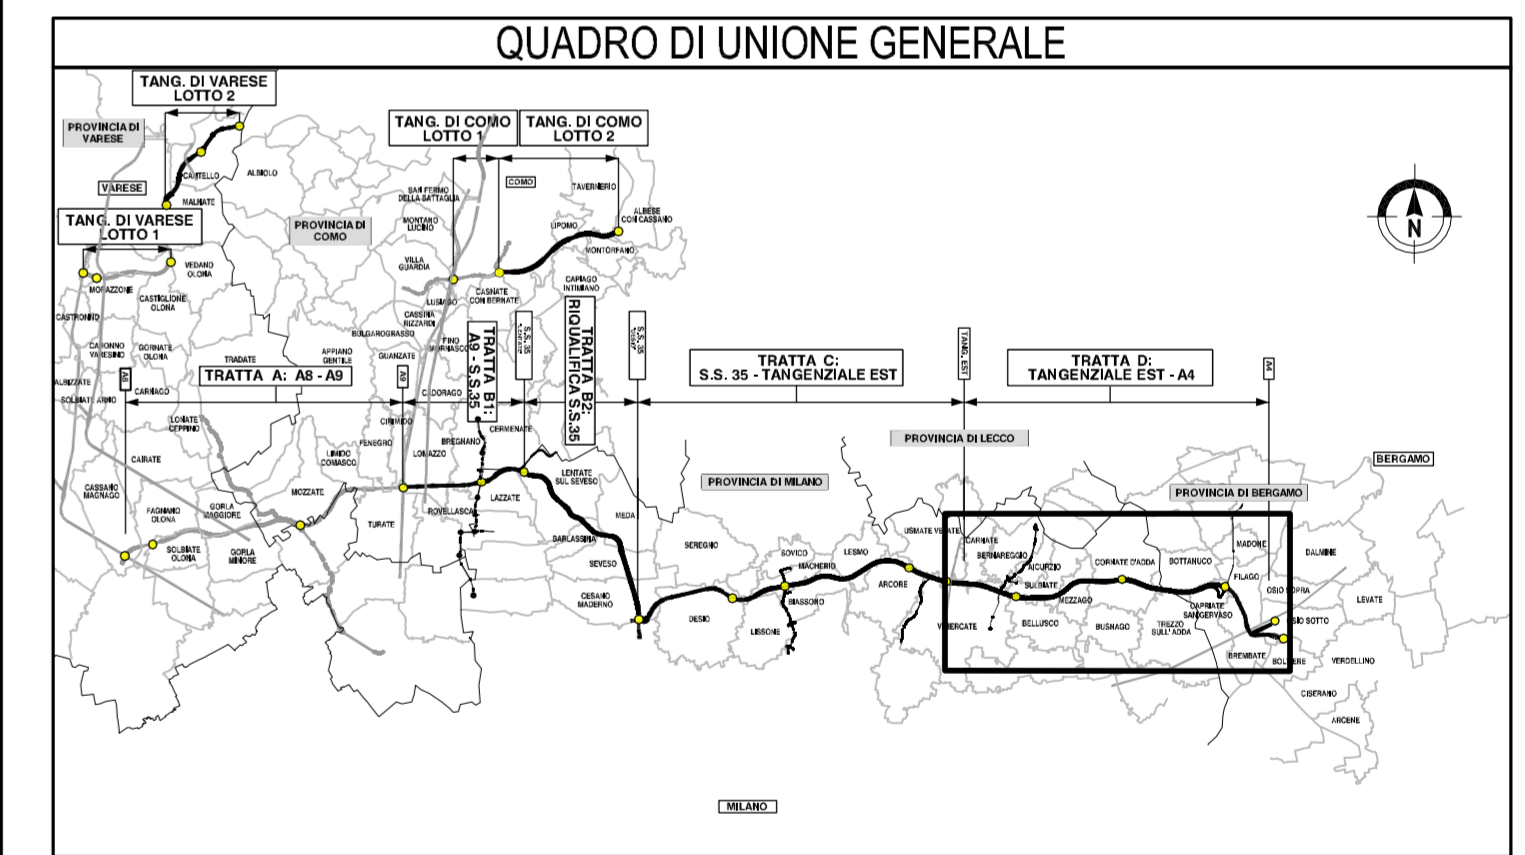 QUADRO DI UNIONE GENERALE
TANG. DI VARESE
LOTTO 2
PROVINCIA DI
VARESE
VARESE
CANTELLO
ALBIOLO
MALNATE
TANG. DI VARESE
LOTTO 1
PROVINCIA DI
COMO
TANG. DI COMO
LOTTO 1
TANG. DI COMO
LOTTO 2
COMO
SAN FERMO
DELLA BATTAGLIA
TAVERNERIO
ALBESE
CON CASSANO
MONTANO
LUCINO
LIPOMO
MONTORFANO
N
VILLA
GUARDIA
VEDANO
OLONA
MORAZZONE
CASTIGLIONE
OLONA
CAPIAGO
INTIMIANO
CASNATE
CON BERNATE
LUISAGO
CASSINA
RIZZARDI
CASTRONNO
BULGAROGRASSO
FINO
MORNASCO
CARONNO
VARESINO
GORNATE
OLONA
TRADATE
APPIANO
GENTILE
GUANZATE
TRATTA A: A8 - A9
A8
A9
TRATTA B1:
A9 - S.S.35
S.S. 35
TRATTA B2:
RIQUALIFICA S.S.35
S.S. 35
TRATTA C:
S.S. 35 - TANGENZIALE EST
TANG. EST
TRATTA D:
TANGENZIALE EST - A4
A4
ALBIZZATE
CARNAGO
SOLBIATE ARNO
CADORAGO
LONATE
CEPPINO
CIRIMIDO
FENEGRO
BREGNANO
CERMENATE
LOMAZZO
CAIRATE
LIMIDO
COMASCO
PROVINCIA DI LECCO
BERGAMO
LENTATE
SUL SEVESO
PROVINCIA DI MILANO
PROVINCIA DI BERGAMO
CASSANO
MAGNAGO
MOZZATE
LAZZATE
FAGNANO
OLONA
GORLA
MAGGIORE
ROVELLASCA
TURATE
MEDA
BARLASSINA
SOLBIATE
OLONA
GORLA
MINORE
SEREGNO
SOVICO
LESMO
USMATE VELATE
CARNATE
BERNAREGGIO
MADONE
DALMINE
SEVESO
MACHERIO
AICURZIO
CORNATE D'ADDA
BOTTANUCO
ARCORE
SULBIATE
FILAGO
OSIO SOPRA
CESANO
MADERNO
BIASSONO
MEZZAGO
CAPRIATE
SAN GERVASO
LEVATE
DESIO
LISSONE
VIMERCATE
BELLUSCO
BUSNAGO
TREZZO
SULL'ADDA
OSIO SOTTO
BREMBATE
BOLTIERE
VERDELLINO
CISERANO
ARCENE
MILANO